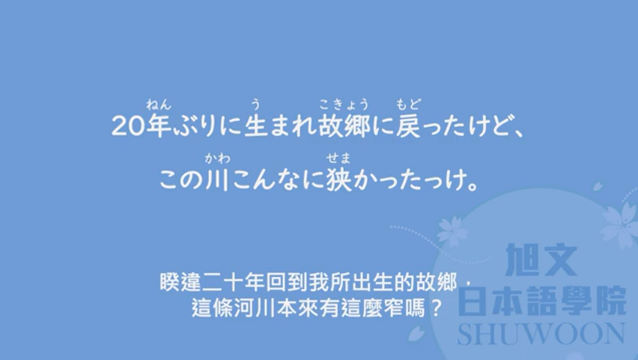 ねん う こきょう もど
20年ぶりに生まれ故郷に戻ったけど、
かわ せま
この川こんなに狭かったっけ。
睽違二十年回到我所出生的故鄉，
這條河川本來有這麼窄嗎？
旭文
日本語學院
SHUWOON